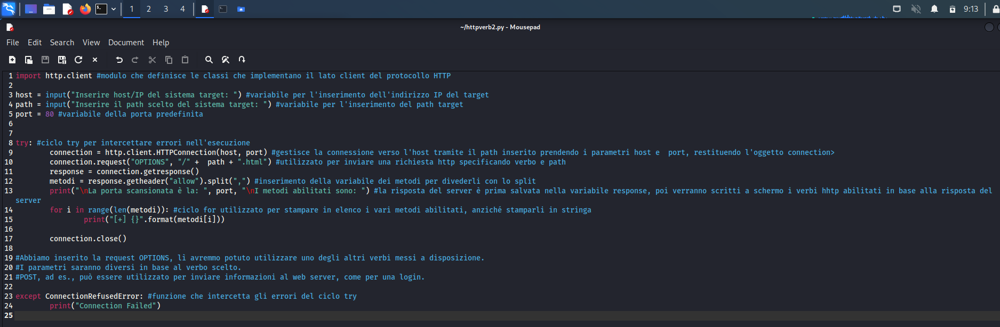 1 2 3 4 9:13
~/httpverb2.py - Mousepad
File Edit Search View Document Help
1 import http.client #modulo che definisce le classi che implementano il lato client del protocollo HTTP
2
3 host = input("Inserire host/IP del sistema target: ") #variabile per l'inserimento dell'indirizzo IP del target
4 path = input("Inserire il path scelto del sistema target: ") #variabile per l'inserimento del path target
5 port = 80 #variabile della porta predefinita
6
7
8 try: #ciclo try per intercettare errori nell'esecuzione
9 connection = http.client.HTTPConnection(host, port) #gestisce la connessione verso l'host tramite il path inserito prendendo i parametri host e  port, restituendo l'oggetto connection>
10 connection.request("OPTIONS", "/" +  path + ".html") #utilizzato per inviare una richiesta http specificando verbo e path
11 response = connection.getresponse()
12 metodi = response.getheader("allow").split(",") #inserimento della variabile dei metodi per divederli con lo split
13 print("\nLa porta scansionata è la: ", port, "\nI metodi abilitati sono: ") #la risposta del server è prima salvata nella variabile response, poi verranno scritti a schermo i verbi hhtp abilitati in base alla risposta del
server
14 for i in range(len(metodi)): #ciclo for utilizzato per stampare in elenco i vari metodi abilitati, anziché stamparli in stringa
15 print("[+] {}".format(metodi[i]))
16
17 connection.close()
18
19 #Abbiamo inserito la request OPTIONS, lì avremmo potuto utilizzare uno degli altri verbi messi a disposizione.
20 #I parametri saranno diversi in base al verbo scelto.
21 #POST, ad es., può essere utilizzato per inviare informazioni al web server, come per una login.
22
23 except ConnectionRefusedError: #funzione che intercetta gli errori del ciclo try
24 print("Connection Failed")
25